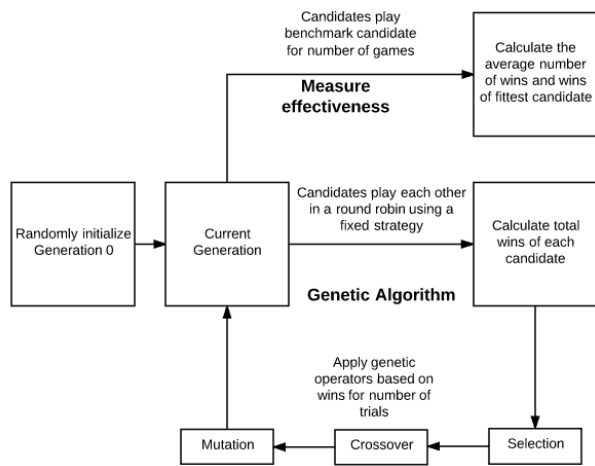 Candidates play
benchmark candidate
for number of games
Measure
effectiveness
Calculate the
average number
of wins and wins
of fittest candidate
Randomly initialize
Generation 0
Current
Generation
Candidates play each other
in a round robin using a
fixed strategy
Calculate total
wins of each
candidate
Genetic Algorithm
Apply genetic
operators based on
wins for number of
trials
Mutation
Crossover
Selection